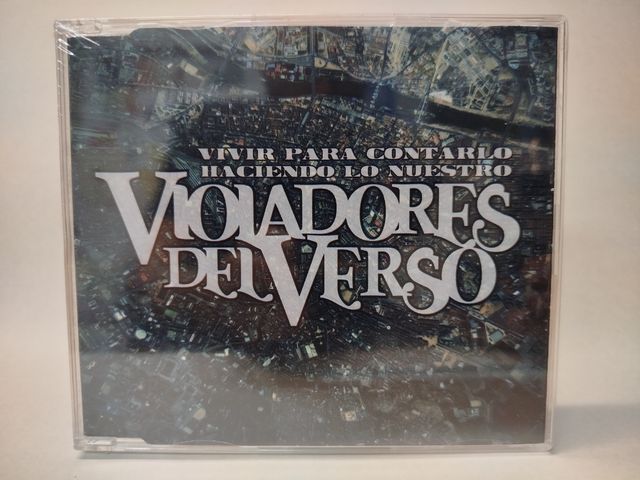 VIVIR PARA CONTARLO
HACIENDO LO NUESTRO
VIOLADORES
DEL VERSO